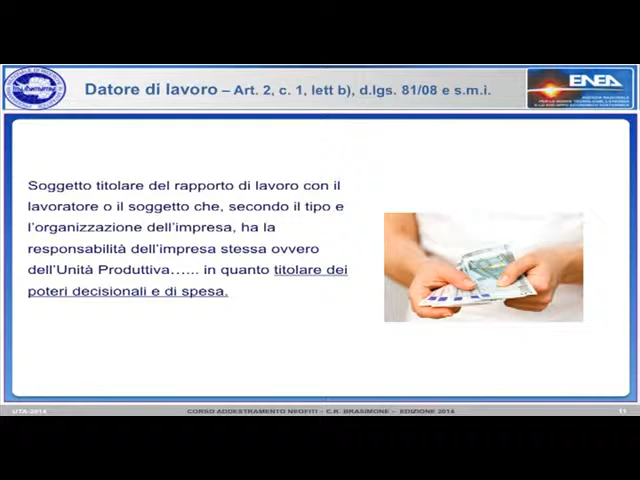 Datore di lavoro – Art. 2, c. 1, lett b), d.lgs. 81/08 e s.m.i.
ENEA
Soggetto titolare del rapporto di lavoro con il
lavoratore o il soggetto che, secondo il tipo e
l'organizzazione dell'impresa, ha la
responsabilità dell'impresa stessa ovvero
dell'Unità Produttiva…... in quanto titolare dei
poteri decisionali e di spesa.
UTA-2014
CORSO ADDESTRAMENTO NEOFITI – C.R. BRASIMONE – EDIZIONE 2014
11